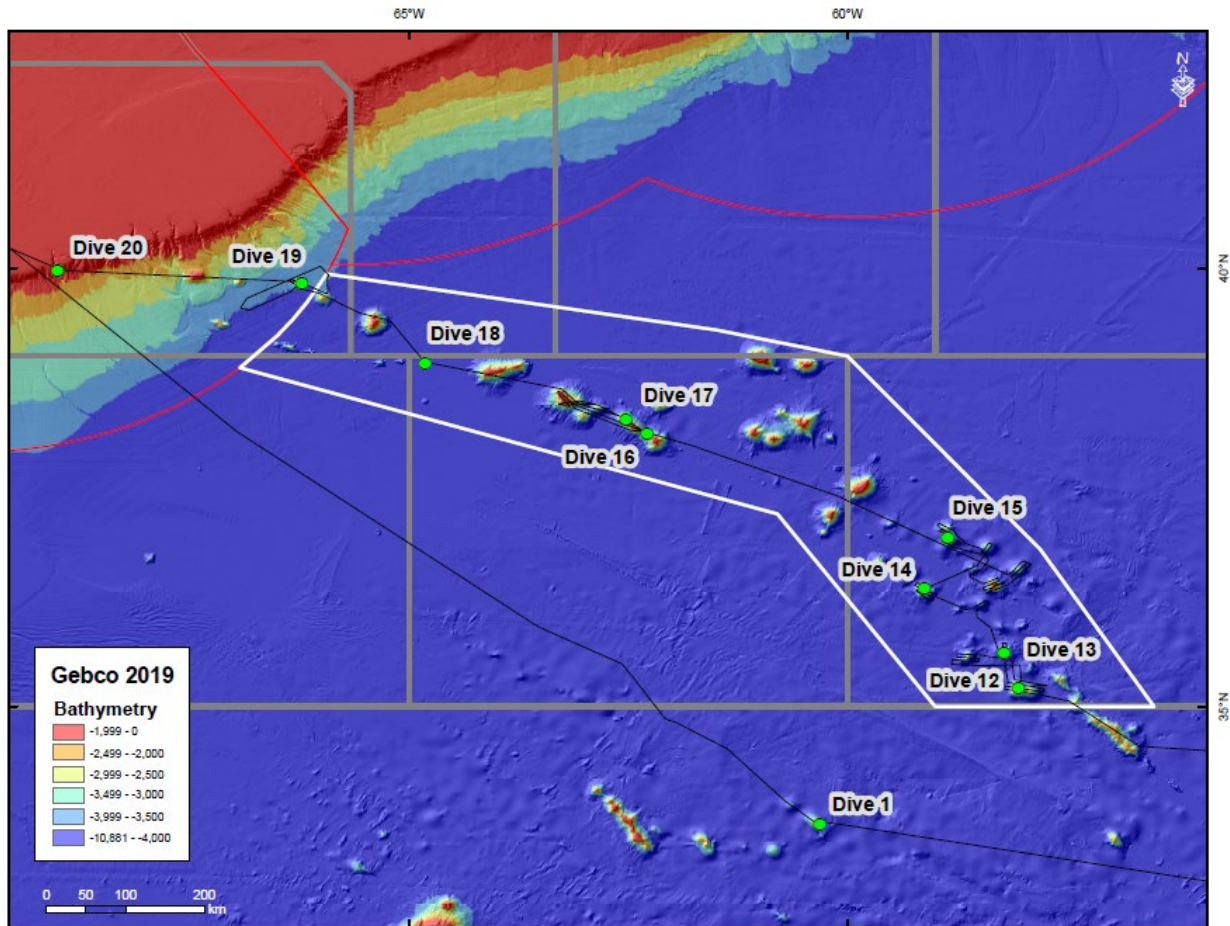 65°W
60°W
N
Dive 20
Dive 19
40°N
Dive 18
Dive 17
Dive 16
Dive 15
Dive 14
Dive 13
Dive 12
35°N
Dive 1
Gebco 2019
Bathymetry
-1,999 - 0
-2,499 - -2,000
-2,999 - -2,500
-3,499 - -3,000
-3,999 - -3,500
-10,881 - -4,000
0 50 100 200
km